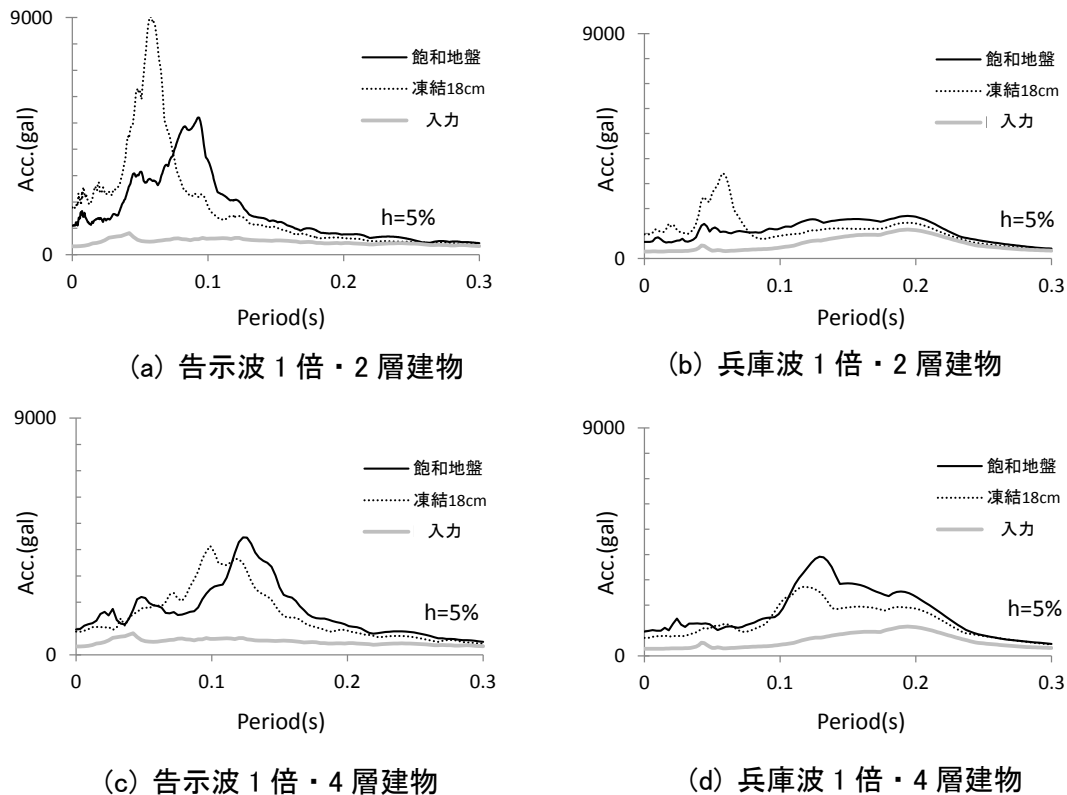 9000
Acc.(gal)
0
飽和地盤
凍結18cm
入力
h=5%
0 0.1 0.2 0.3
Period(s)
(a) 告示波 1 倍・2 層建物
9000
Acc.(gal)
0
飽和地盤
凍結18cm
入力
h=5%
0 0.1 0.2 0.3
Period(s)
(b) 兵庫波 1 倍・2 層建物
9000
Acc.(gal)
0
飽和地盤
凍結18cm
入力
h=5%
0 0.1 0.2 0.3
Period(s)
(c) 告示波 1 倍・4 層建物
9000
Acc.(gal)
0
飽和地盤
凍結18cm
入力
h=5%
0 0.1 0.2 0.3
Period(s)
(d) 兵庫波 1 倍・4 層建物